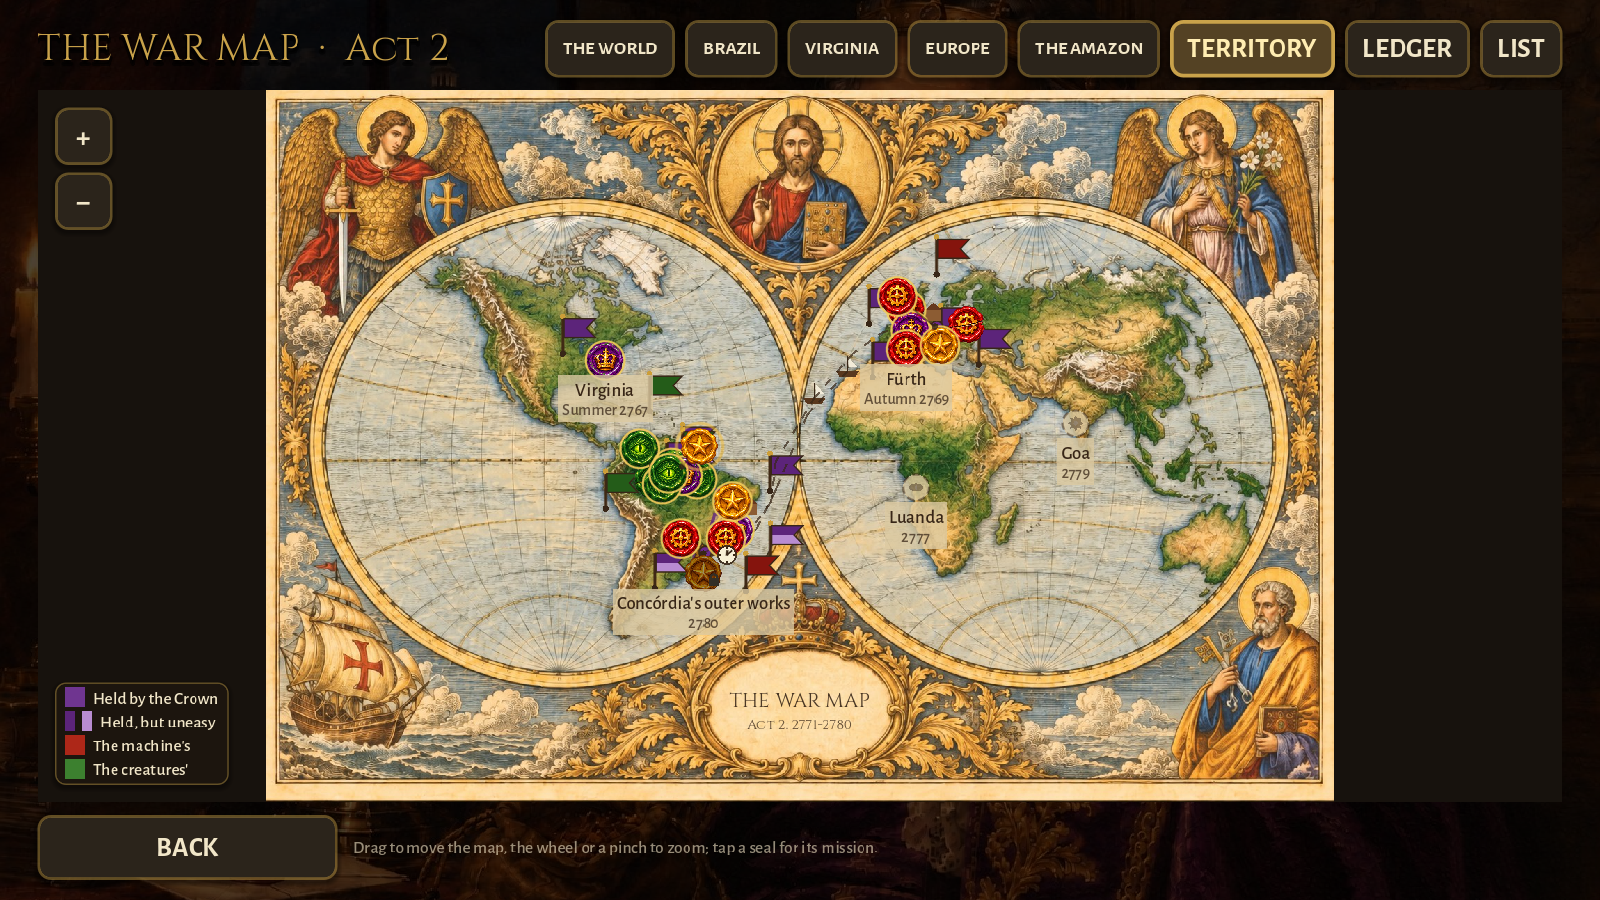 THE WAR MAP · ACT 2
THE WORLD
BRAZIL
VIRGINIA
EUROPE
THE AMAZON
TERRITORY
LEDGER
LIST
+
−
Virginia
Summer 2767
Fürth
Autumn 2769
Goa
2779
Luanda
2777
Concórdia's outer works
2780
THE WAR MAP
ACT 2. 2771-2780
Held by the Crown
Held, but uneasy
The machine's
The creatures'
BACK
Drag to move the map, the wheel or a pinch to zoom; tap a seal for its mission.